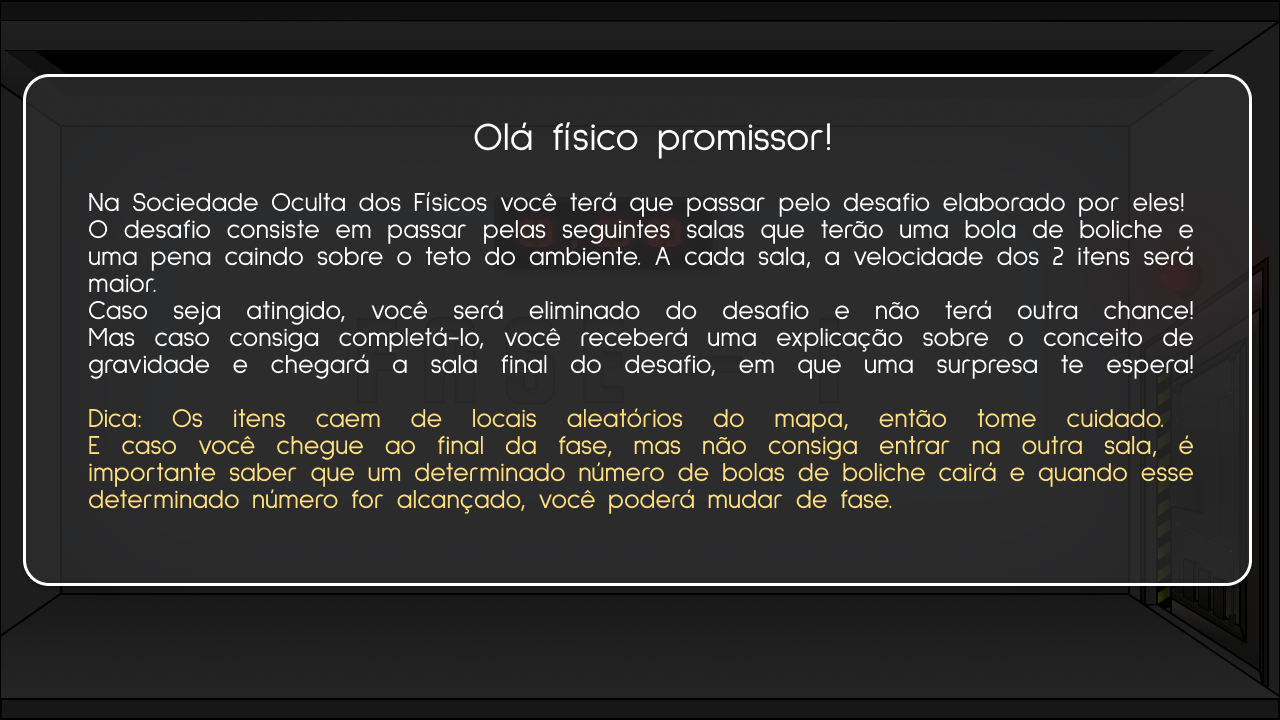 Olá físico promissor!
Na Sociedade Oculta dos Físicos você terá que passar pelo desafio elaborado por eles!
O desafio consiste em passar pelas seguintes salas que terão uma bola de boliche e
uma pena caindo sobre o teto do ambiente. A cada sala, a velocidade dos 2 itens será
maior.
Caso seja atingido, você será eliminado do desafio e não terá outra chance!
Mas caso consiga completá-lo, você receberá uma explicação sobre o conceito de
gravidade e chegará a sala final do desafio, em que uma surpresa te espera!
Dica: Os itens caem de locais aleatórios do mapa, então tome cuidado.
E caso você chegue ao final da fase, mas não consiga entrar na outra sala, é
importante saber que um determinado número de bolas de boliche cairá e quando esse
determinado número for alcançado, você poderá mudar de fase.